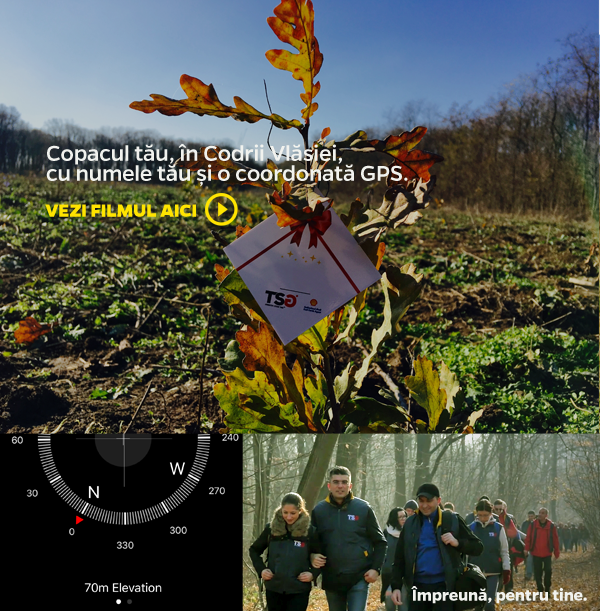 Copacul tău, în Codrii Vlăsiei,
cu numele tău și o coordonată GPS.
VEZI FILMUL AICI
TSG
60
30
0
330
300
270
240
N
W
70m Elevation
TSG
Împreună, pentru tine.